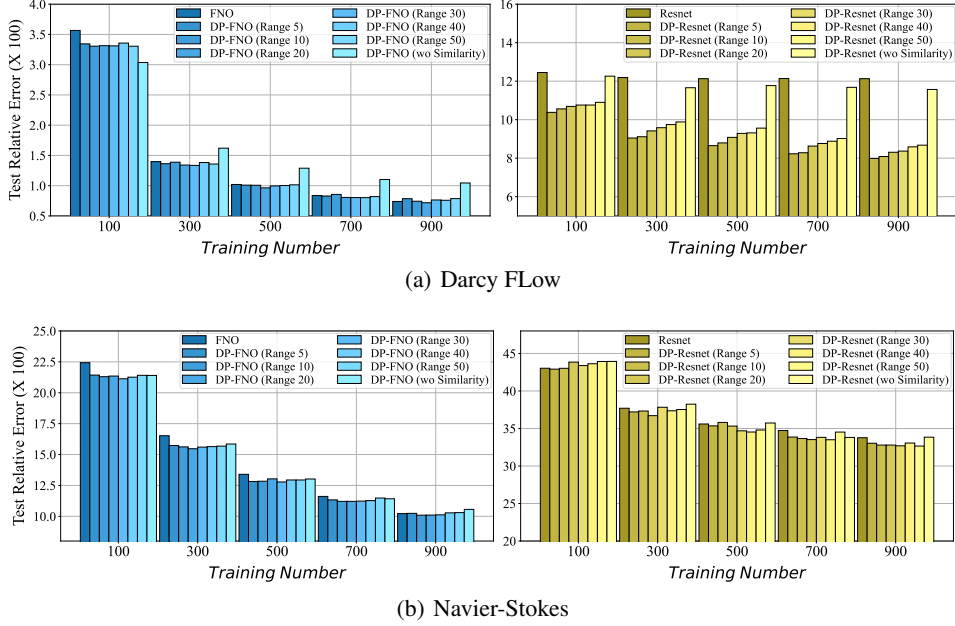 4.0
3.5
3.0
2.5
2.0
1.5
1.0
0.5
Test Relative Error (X 100)
FNO
DP-FNO (Range 5)
DP-FNO (Range 10)
DP-FNO (Range 20)
DP-FNO (Range 30)
DP-FNO (Range 40)
DP-FNO (Range 50)
DP-FNO (wo Similarity)
100 300 500 700 900
Training Number
16
14
12
10
8
6
Resnet
DP-Resnet (Range 5)
DP-Resnet (Range 10)
DP-Resnet (Range 20)
DP-Resnet (Range 30)
DP-Resnet (Range 40)
DP-Resnet (Range 50)
DP-Resnet (wo Similarity)
100 300 500 700 900
Training Number
(a) Darcy FLow
25.0
22.5
20.0
17.5
15.0
12.5
10.0
Test Relative Error (X 100)
FNO
DP-FNO (Range 5)
DP-FNO (Range 10)
DP-FNO (Range 20)
DP-FNO (Range 30)
DP-FNO (Range 40)
DP-FNO (Range 50)
DP-FNO (wo Similarity)
100 300 500 700 900
Training Number
45
40
35
30
25
20
Resnet
DP-Resnet (Range 5)
DP-Resnet (Range 10)
DP-Resnet (Range 20)
DP-Resnet (Range 30)
DP-Resnet (Range 40)
DP-Resnet (wo Similarity)
100 300 500 700 900
Training Number
(b) Navier-Stokes